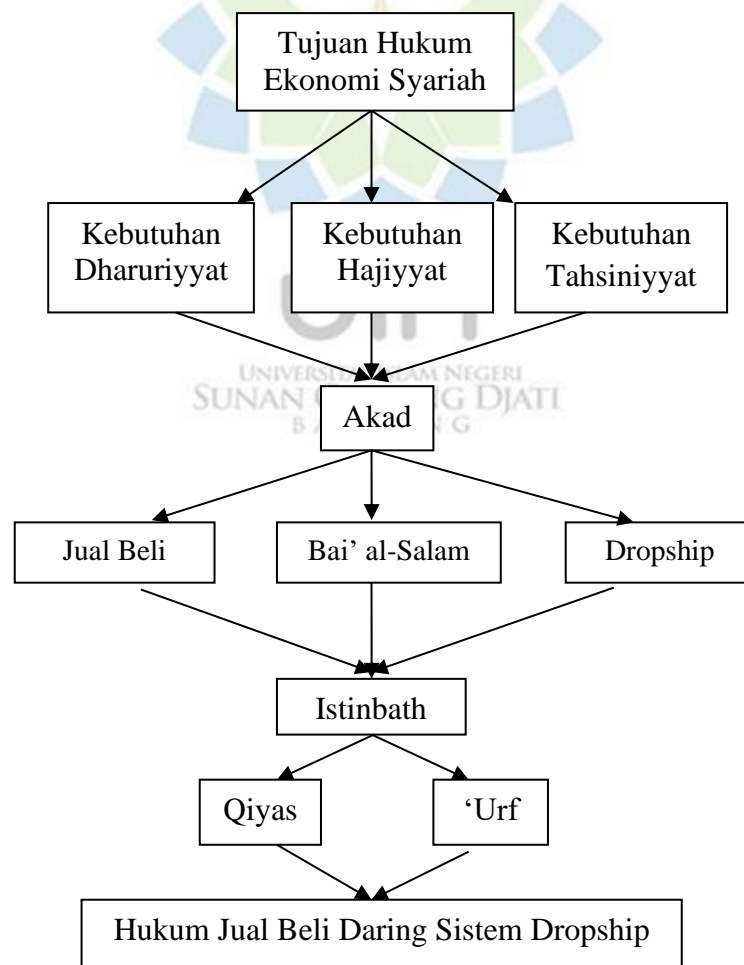 Tujuan Hukum
Ekonomi Syariah
Kebutuhan
Dharuriyyat
Kebutuhan
Hajiyyat
Kebutuhan
Tahsiniyyat
UNIVERSITAS ISLAM NEGERI
SUNAN G DJATI
B N G
Akad
Jual Beli
Bai’ al-Salam
Dropship
Istinbath
Qiyas
‘Urf
Hukum Jual Beli Daring Sistem Dropship